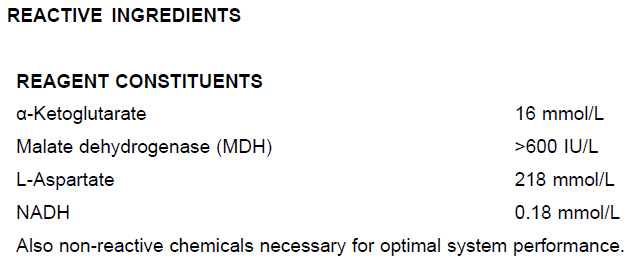 REACTIVE INGREDIENTS
REAGENT CONSTITUENTS
α-Ketoglutarate 16 mmol/L
Malate dehydrogenase (MDH) >600 IU/L
L-Aspartate 218 mmol/L
NADH 0.18 mmol/L
Also non-reactive chemicals necessary for optimal system performance.